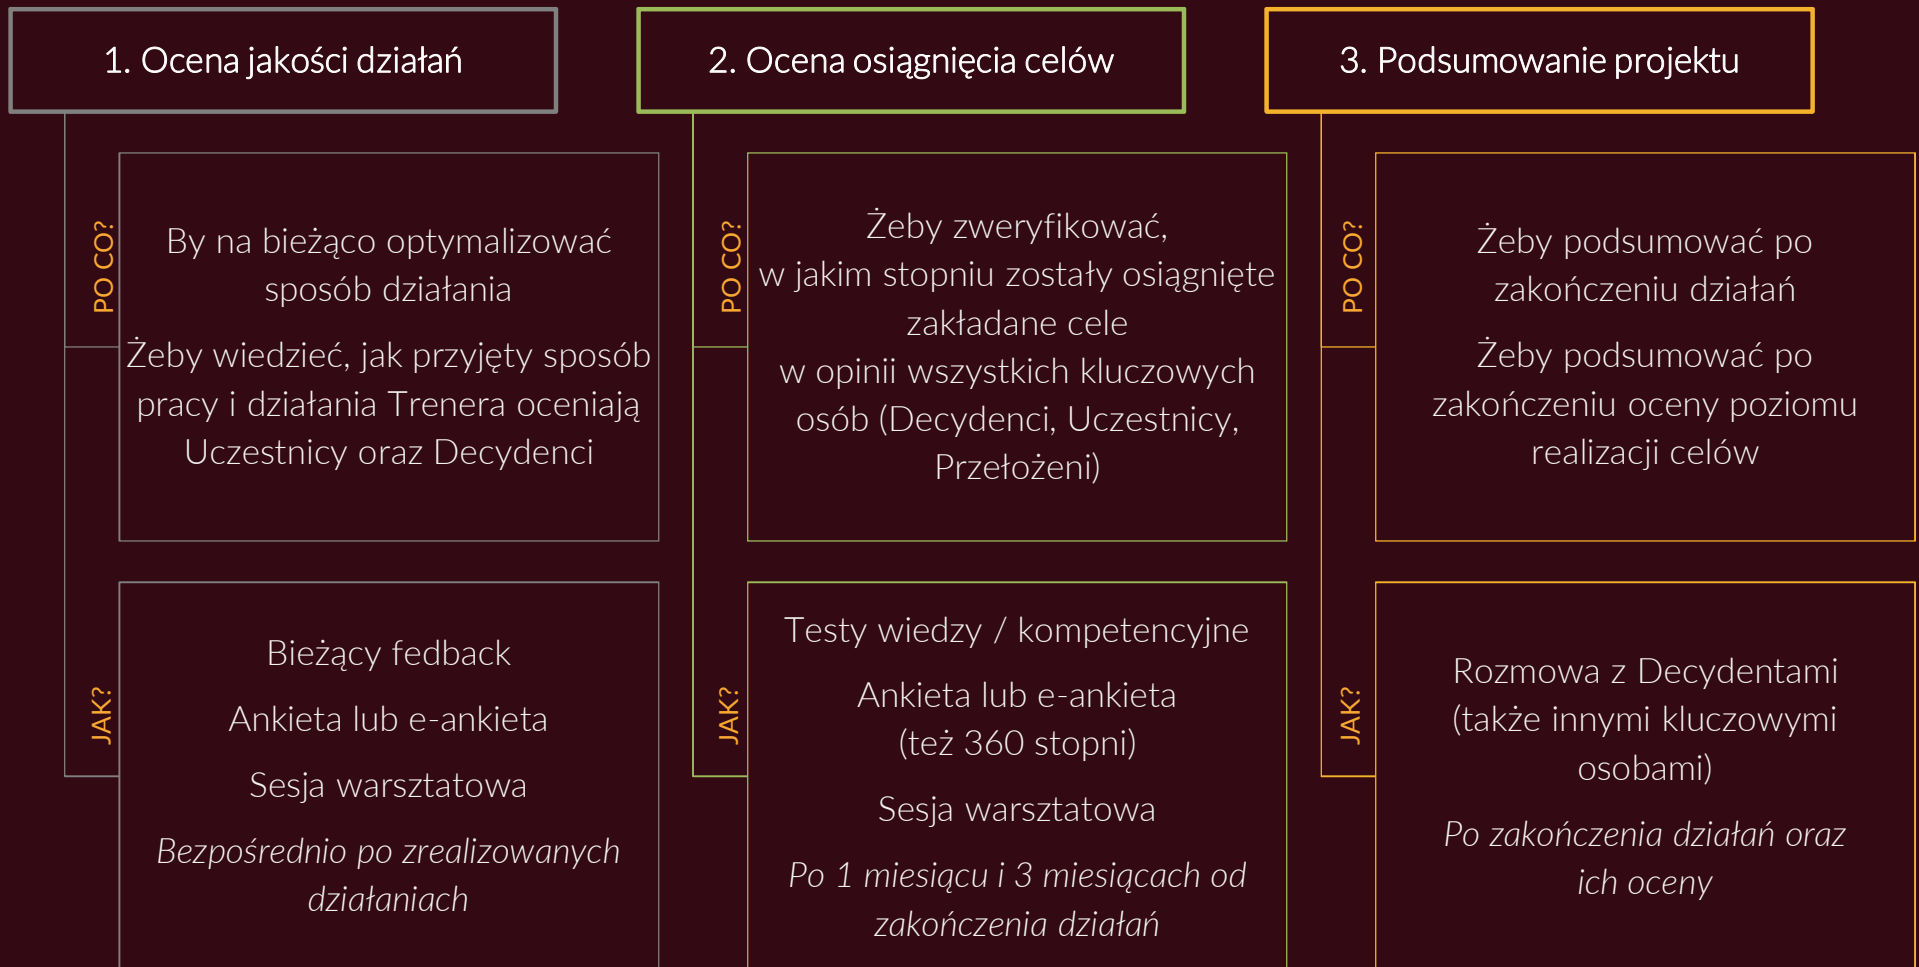 1. Ocena jakości działań
PO CO?
By na bieżąco optymalizować
sposób działania
Żeby wiedzieć, jak przyjęty sposób
pracy i działania Trenera oceniają
Uczestnicy oraz Decydenci
JAK?
Bieżący fedback
Ankieta lub e-ankieta
Sesja warsztatowa
Bezpośrednio po zrealizowanych
działaniach
2. Ocena osiągnięcia celów
PO CO?
Żeby zweryfikować,
w jakim stopniu zostały osiągnięte
zakładane cele
w opinii wszystkich kluczowych
osób (Decydenci, Uczestnicy,
Przełożeni)
JAK?
Testy wiedzy / kompetencyjne
Ankieta lub e-ankieta
(też 360 stopni)
Sesja warsztatowa
Po 1 miesiącu i 3 miesiącach od
zakończenia działań
3. Podsumowanie projektu
PO CO?
Żeby podsumować po
zakończeniu działań
Żeby podsumować po
zakończeniu oceny poziomu
realizacji celów
JAK?
Rozmowa z Decydentami
(także innymi kluczowymi
osobami)
Po zakończenia działań oraz
ich oceny